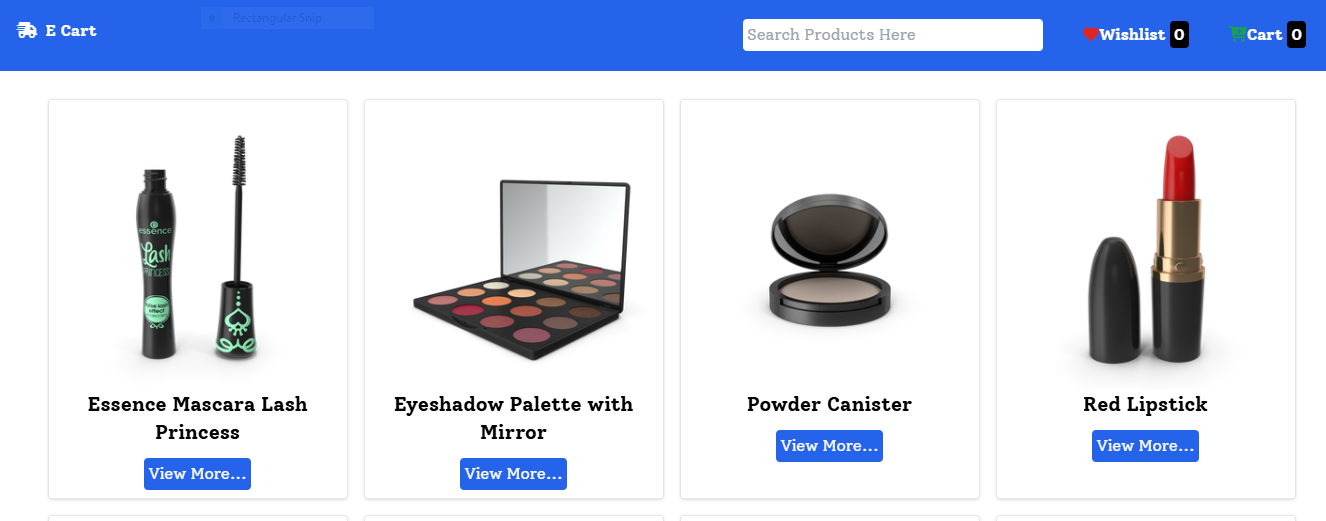 E Cart
Rectangular Snip
Search Products Here
Wishlist 0
Cart 0
essence
Lash
PRINCESS
false lash
effect
Essence Mascara Lash
Princess
View More...
Eyeshadow Palette with
Mirror
View More...
Powder Canister
View More...
Red Lipstick
View More...